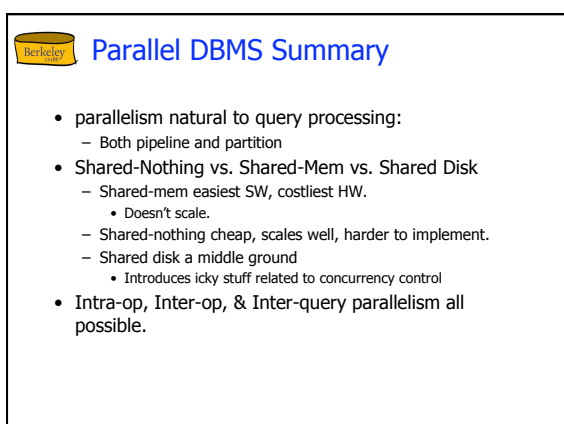 Berkeley
Parallel DBMS Summary
• parallelism natural to query processing:
– Both pipeline and partition
• Shared-Nothing vs. Shared-Mem vs. Shared Disk
– Shared-mem easiest SW, costliest HW.
• Doesn't scale.
– Shared-nothing cheap, scales well, harder to implement.
– Shared disk a middle ground
• Introduces icky stuff related to concurrency control
• Intra-op, Inter-op, & Inter-query parallelism all
possible.